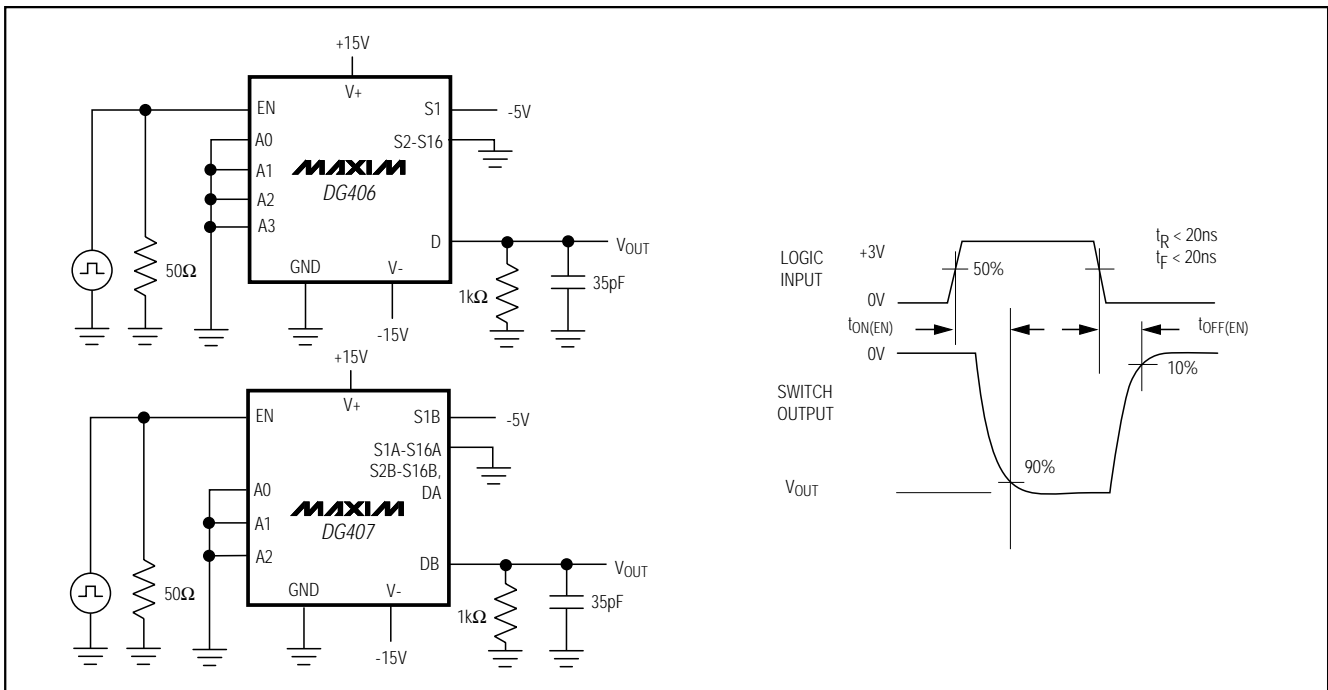 +15V
V+
EN
S1
-5V
A0
S2-S16
A1
MAXIM
A2
DG406
A3
D
VOUT
50Ω
GND
V-
1kΩ
35pF
-15V
+15V
V+
EN
S1B
-5V
S1A-S16A
S2B-S16B,
A0
DA
MAXIM
A1
DG407
A2
DB
VOUT
50Ω
GND
V-
1kΩ
35pF
-15V
LOGIC
INPUT
+3V
50%
tR < 20ns
tF < 20ns
0V
tON(EN)
tOFF(EN)
0V
10%
SWITCH
OUTPUT
90%
VOUT